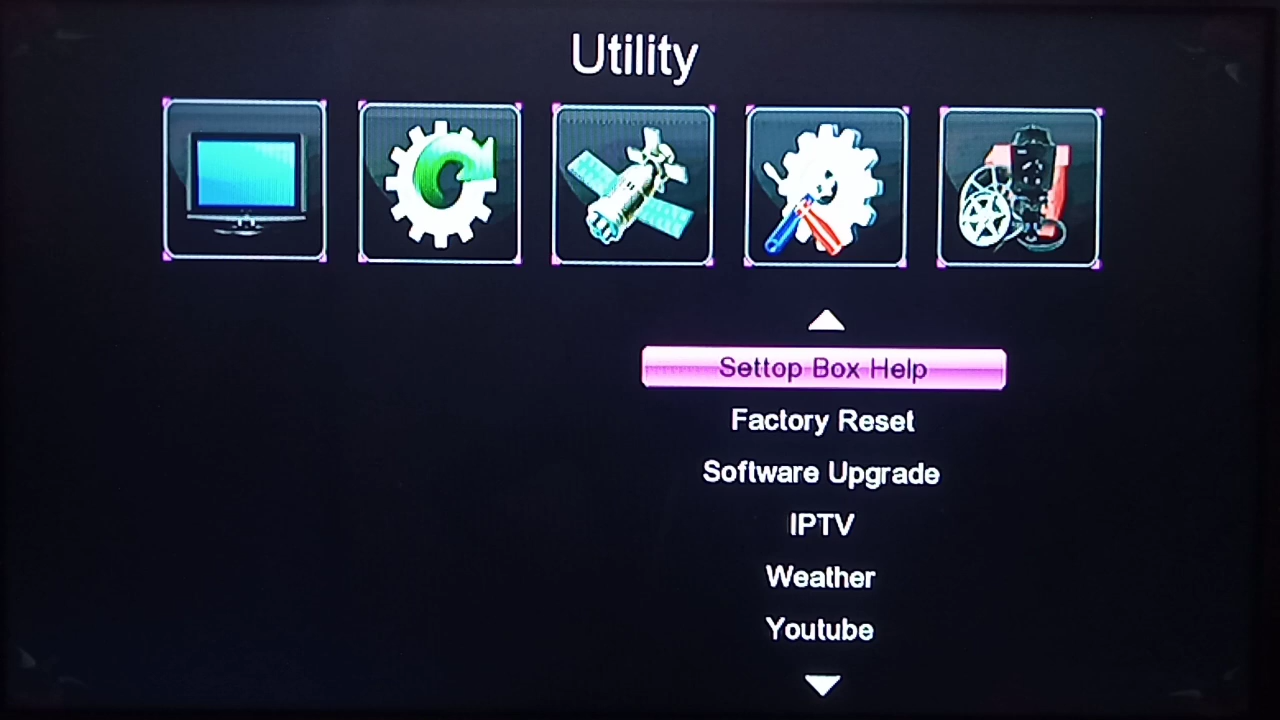 Utility
Settop Box Help
Factory Reset
Software Upgrade
IPTV
Weather
Youtube